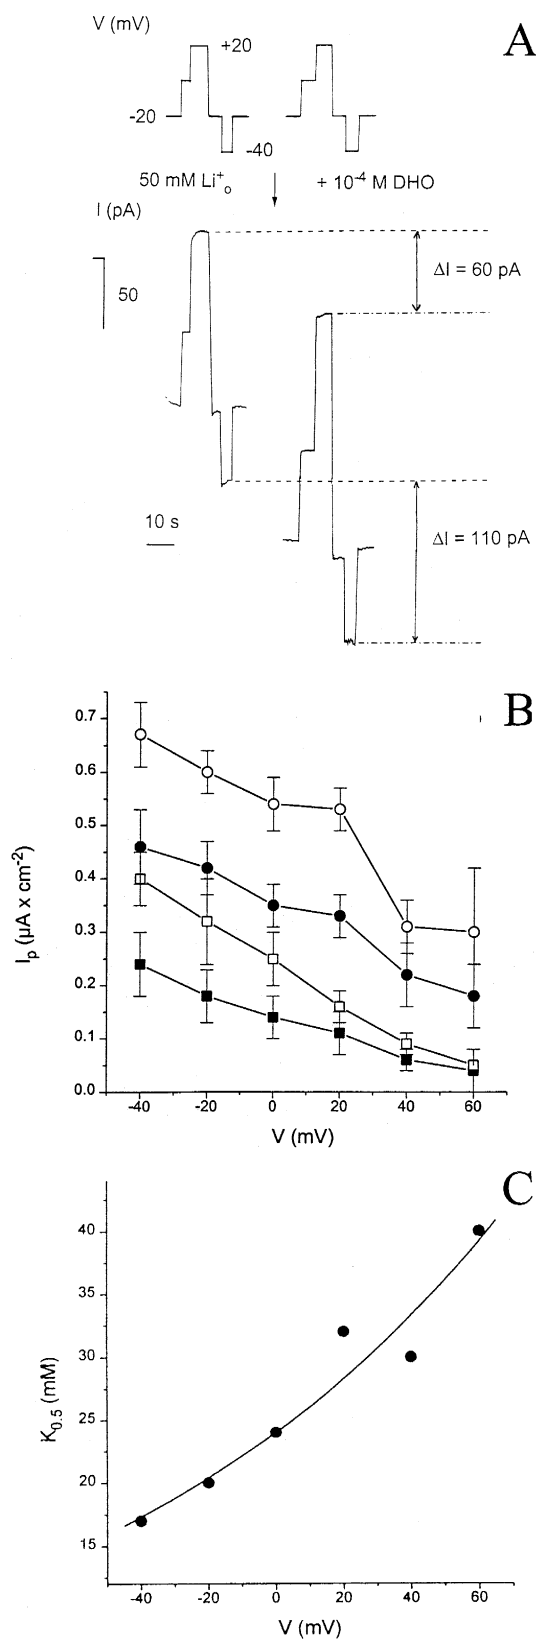 V (mV)
A
+20
-20
-40
50 mM Li⁺ₒ
+ 10⁻⁴ M DHO
I (pA)
50
ΔI = 60 pA
10 s
ΔI = 110 pA
B
0.7
0.6
0.5
0.4
0.3
0.2
0.1
0.0
Iₚ (µA x cm⁻²)
-40 -20 0 20 40 60
V (mV)
C
40
35
30
25
20
15
K₀.₅ (mM)
-40 -20 0 20 40 60
V (mV)